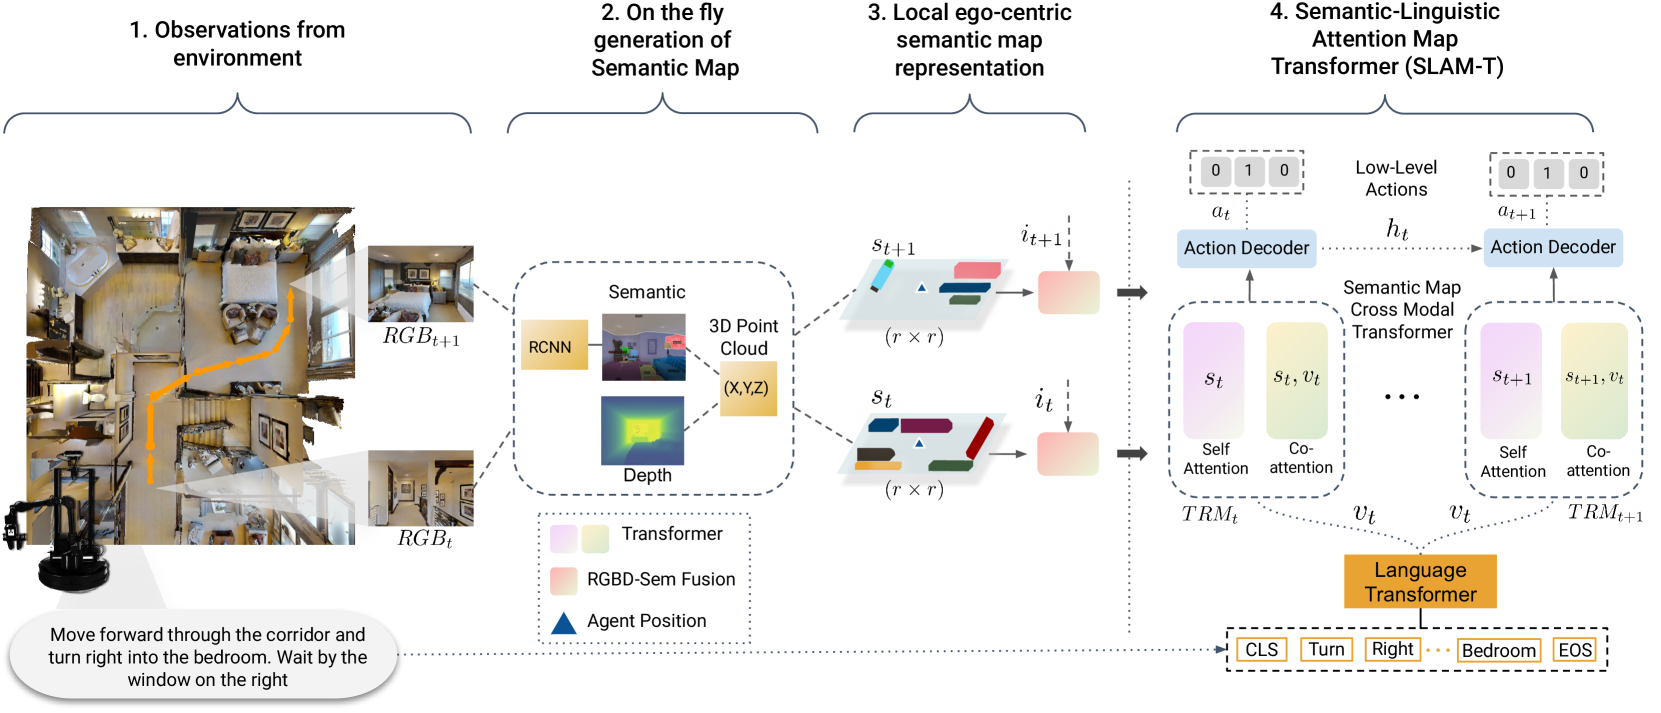 1. Observations from
environment
2. On the fly
generation of
Semantic Map
3. Local ego-centric
semantic map
representation
4. Semantic-Linguistic
Attention Map
Transformer (SLAM-T)
RGB_{t+1}
RGB_t
Move forward through the corridor and
turn right into the bedroom. Wait by the
window on the right
Semantic
RCNN
3D Point
Cloud
(X,Y,Z)
Depth
Transformer
RGBD-Sem Fusion
Agent Position
s_{t+1}
i_{t+1}
(r × r)
s_t
i_t
(r × r)
0 1 0
Low-Level
Actions
0 1 0
a_t
a_{t+1}
Action Decoder
h_t
Action Decoder
Semantic Map
Cross Modal
Transformer
s_t
s_t, v_t
...
s_{t+1}
s_{t+1}, v_t
Self
Attention
Co-
attention
Self
Attention
Co-
attention
TRM_t
v_t
v_t
TRM_{t+1}
Language
Transformer
CLS Turn Right ... Bedroom EOS